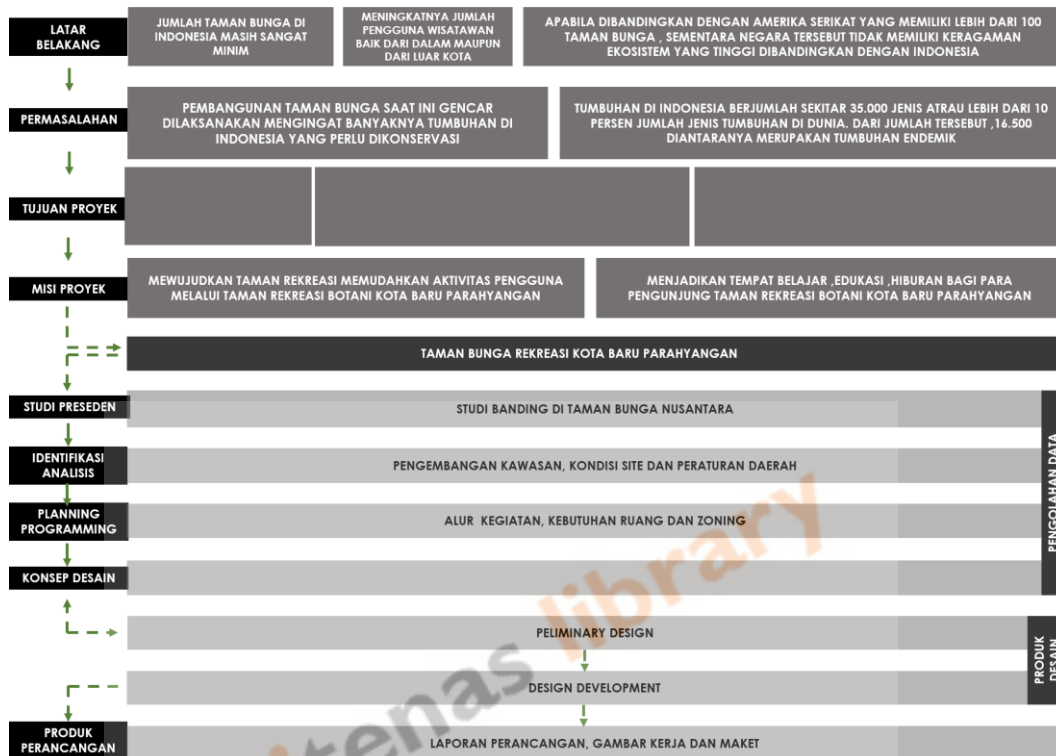 LATAR
BELAKANG
JUMLAH TAMAN BUNGA DI
INDONESIA MASIH SANGAT
MINIM
MENINGKATNYA JUMLAH
PENGGUNA WISATAWAN
BAIK DARI DALAM MAUPUN
DARI LUAR KOTA
APABILA DIBANDINGKAN DENGAN AMERIKA SERIKAT YANG MEMILIKI LEBIH DARI 100
TAMAN BUNGA , SEMENTARA NEGARA TERSEBUT TIDAK MEMILIKI KERAGAMAN
EKOSISTEM YANG TINGGI DIBANDINGKAN DENGAN INDONESIA
PERMASALAHAN
PEMBANGUNAN TAMAN BUNGA SAAT INI GENCAR
DILAKSANAKAN MENGINGAT BANYAKNYA TUMBUHAN DI
INDONESIA YANG PERLU DIKONSERVASI
TUMBUHAN DI INDONESIA BERJUMLAH SEKITAR 35.000 JENIS ATRAU LEBIH DARI 10
PERSEN JUMLAH JENIS TUMBUHAN DI DUNIA. DARI JUMLAH TERSEBUT ,16.500
DIANTARANYA MERUPAKAN TUMBUHAN ENDEMIK
TUJUAN PROYEK
MISI PROYEK
MEWUJUDKAN TAMAN REKREASI MEMUDAHKAN AKTIVITAS PENGGUNA
MELALUI TAMAN REKREASI BOTANI KOTA BARU PARAHYANGAN
MENJADIKAN TEMPAT BELAJAR ,EDUKASI ,HIBURAN BAGI PARA
PENGUNJUNG TAMAN REKREASI BOTANI KOTA BARU PARAHYANGAN
TAMAN BUNGA REKREASI KOTA BARU PARAHYANGAN
STUDI PRESEDEN
STUDI BANDING DI TAMAN BUNGA NUSANTARA
IDENTIFIKASI
ANALISIS
PENGEMBANGAN KAWASAN, KONDISI SITE DAN PERATURAN DAERAH
PLANNING
PROGRAMMING
ALUR KEGIATAN, KEBUTUHAN RUANG DAN ZONING
KONSEP DESAIN
PENGOLAHAN DATA
PELIMINARY DESIGN
DESIGN DEVELOPMENT
PRODUK
DESAIN
PRODUK
PERANCANGAN
LAPORAN PERANCANGAN, GAMBAR KERJA DAN MAKET
itenas library